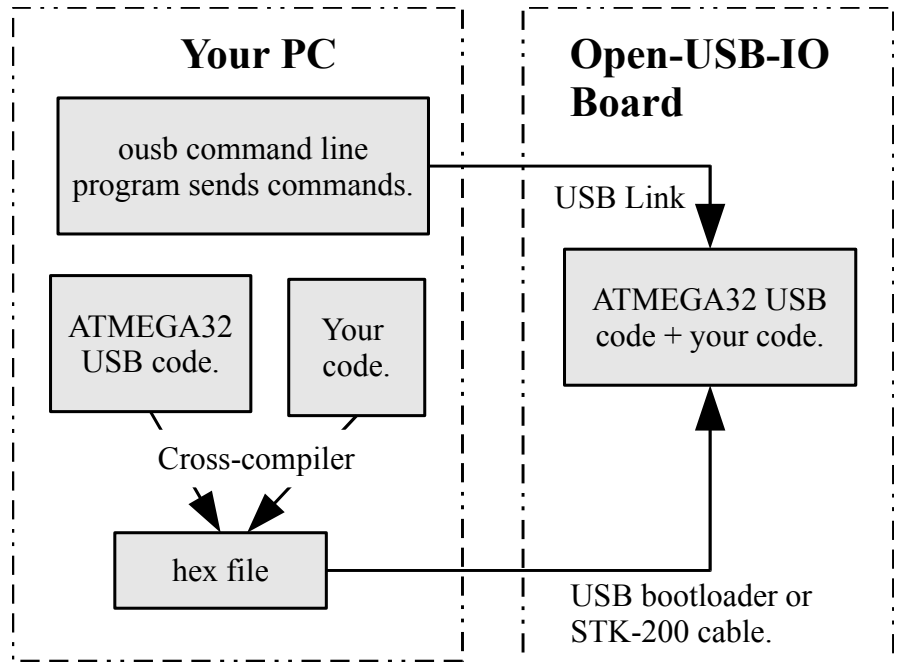 Your PC
ousb command line
program sends commands.
ATMEGA32
USB code.
Your
code.
Cross-compiler
hex file
Open-USB-IO
Board
USB Link
ATMEGA32 USB
code + your code.
USB bootloader or
STK-200 cable.